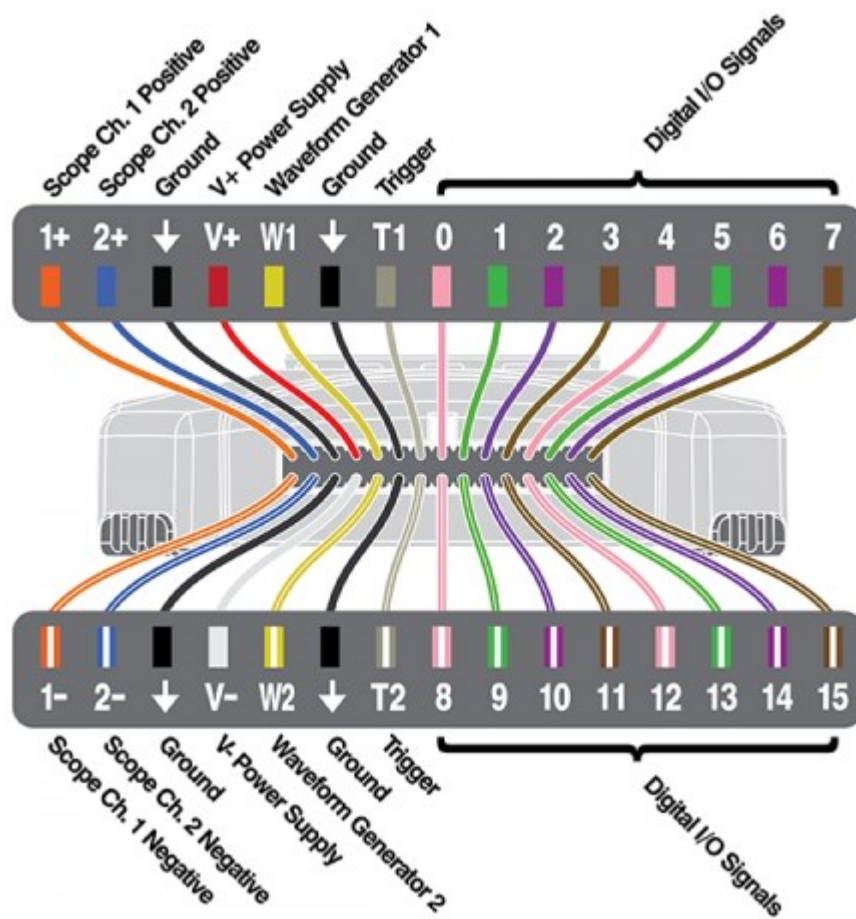 Scope Ch. 1 Positive
Scope Ch. 2 Positive
Ground
V+ Power Supply
Waveform Generator 1
Ground
Trigger
Digital I/O Signals
1+ 2+ ↓ V+ W1 ↓ T1 0 1 2 3 4 5 6 7
1- 2- ↓ V- W2 ↓ T2 8 9 10 11 12 13 14 15
Scope Ch. 1 Negative
Scope Ch. 2 Negative
Ground
V- Power Supply
Waveform Generator 2
Ground
Trigger
Digital I/O Signals